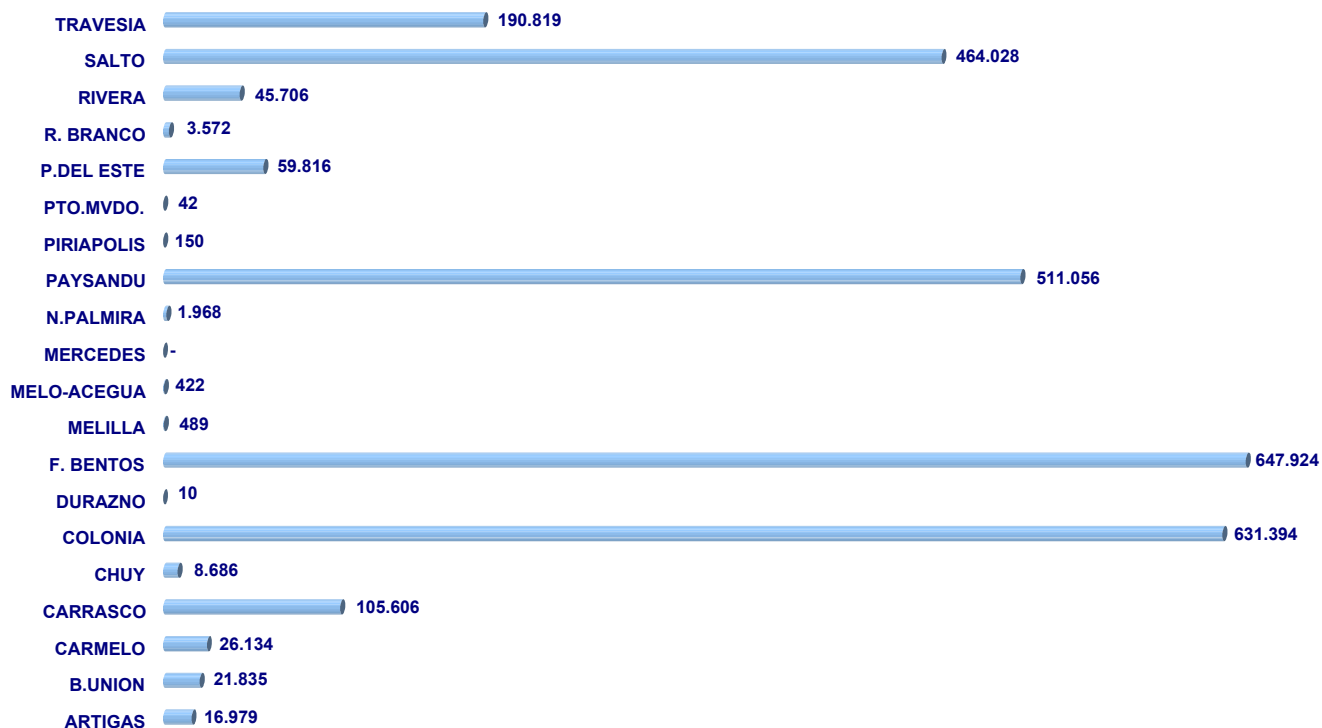 TRAVESIA 190.819
SALTO 464.028
RIVERA 45.706
R. BRANCO 3.572
P.DEL ESTE 59.816
PTO.MVDO. 42
PIRIAPOLIS 150
PAYSANDU 511.056
N.PALMIRA 1.968
MERCEDES -
MELO-ACEGUA 422
MELILLA 489
F. BENTOS 647.924
DURAZNO 10
COLONIA 631.394
CHUY 8.686
CARRASCO 105.606
CARMELO 26.134
B.UNION 21.835
ARTIGAS 16.979